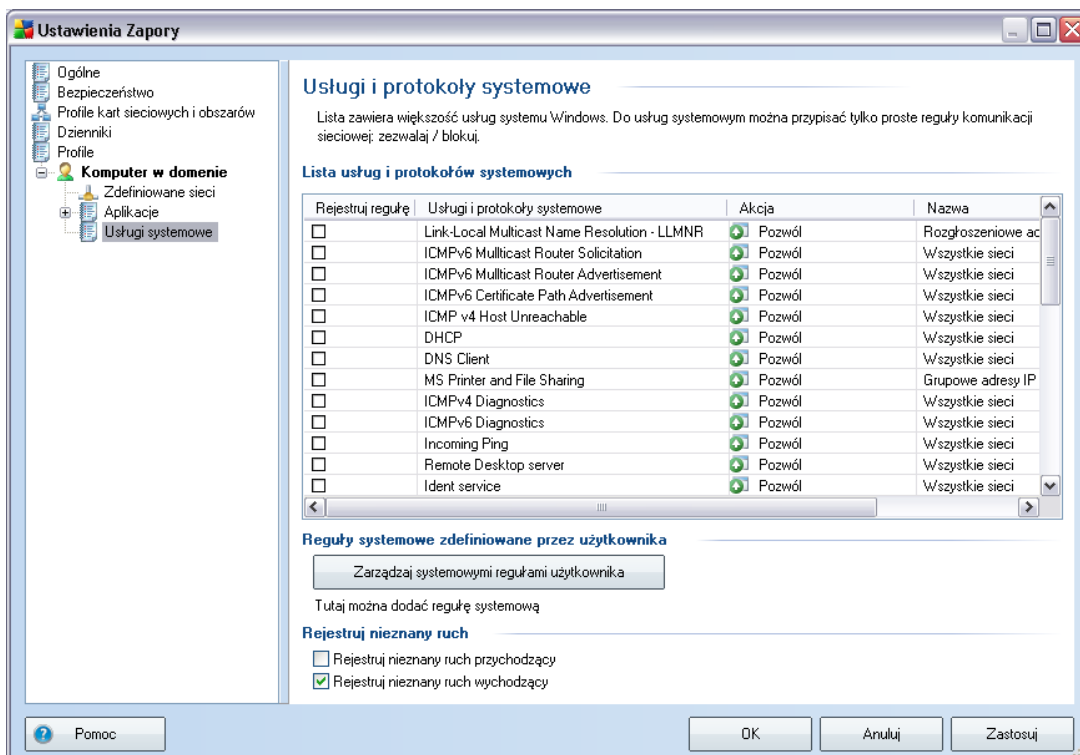 Ustawienia Zapory
Ogólne
Bezpieczeństwo
Profile kart sieciowych i obszarów
Dzienniki
Profile
Komputer w domenie
Zdefiniowane sieci
Aplikacje
Usługi systemowe
Usługi i protokoły systemowe
Lista zawiera większość usług systemu Windows. Do usług systemowym można przypisać tylko proste reguły komunikacji
sieciowej: zezwalaj / blokuj.
Lista usług i protokołów systemowych
Rejestruj regułę Usługi i protokoły systemowe Akcja Nazwa
Link-Local Multicast Name Resolution - LLMNR Pozwól Rozgłoszeniowe ad
ICMPv6 Mullticast Router Solicitation Pozwól Wszystkie sieci
ICMPv6 Mullticast Router Advertisement Pozwól Wszystkie sieci
ICMPv6 Certificate Path Advertisement Pozwól Wszystkie sieci
ICMP v4 Host Unreachable Pozwól Wszystkie sieci
DHCP Pozwól Wszystkie sieci
DNS Client Pozwól Wszystkie sieci
MS Printer and File Sharing Pozwól Grupowe adresy IP
ICMPv4 Diagnostics Pozwól Wszystkie sieci
ICMPv6 Diagnostics Pozwól Wszystkie sieci
Incoming Ping Pozwól Wszystkie sieci
Remote Desktop server Pozwól Wszystkie sieci
Ident service Pozwól Wszystkie sieci
Reguły systemowe zdefiniowane przez użytkownika
Zarządzaj systemowymi regułami użytkownika
Tutaj można dodać regułę systemową
Rejestruj nieznany ruch
Rejestruj nieznany ruch przychodzący
Rejestruj nieznany ruch wychodzący
Pomoc OK Anuluj Zastosuj